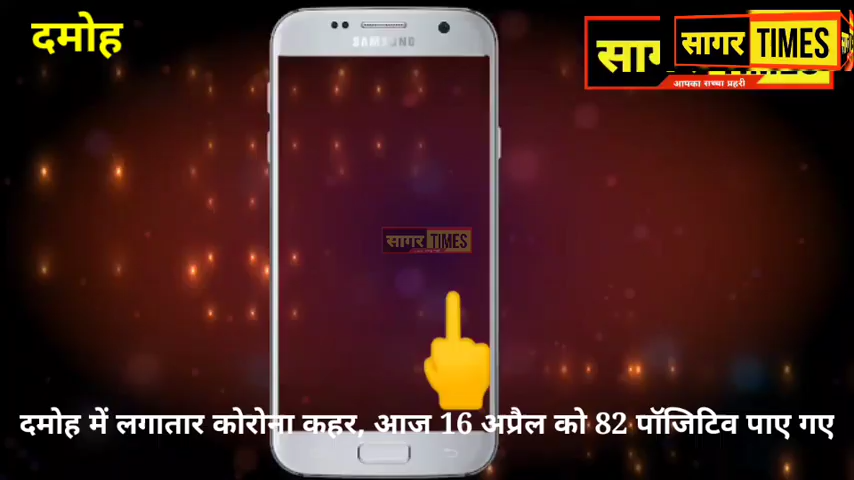 दमोह
SAMSUNG
सागर TIMES
आपका सच्चा प्रहरी
सागर TIMES
दमोह में लगातार कोरोना कहर, आज 16 अप्रैल को 82 पॉजिटिव पाए गए